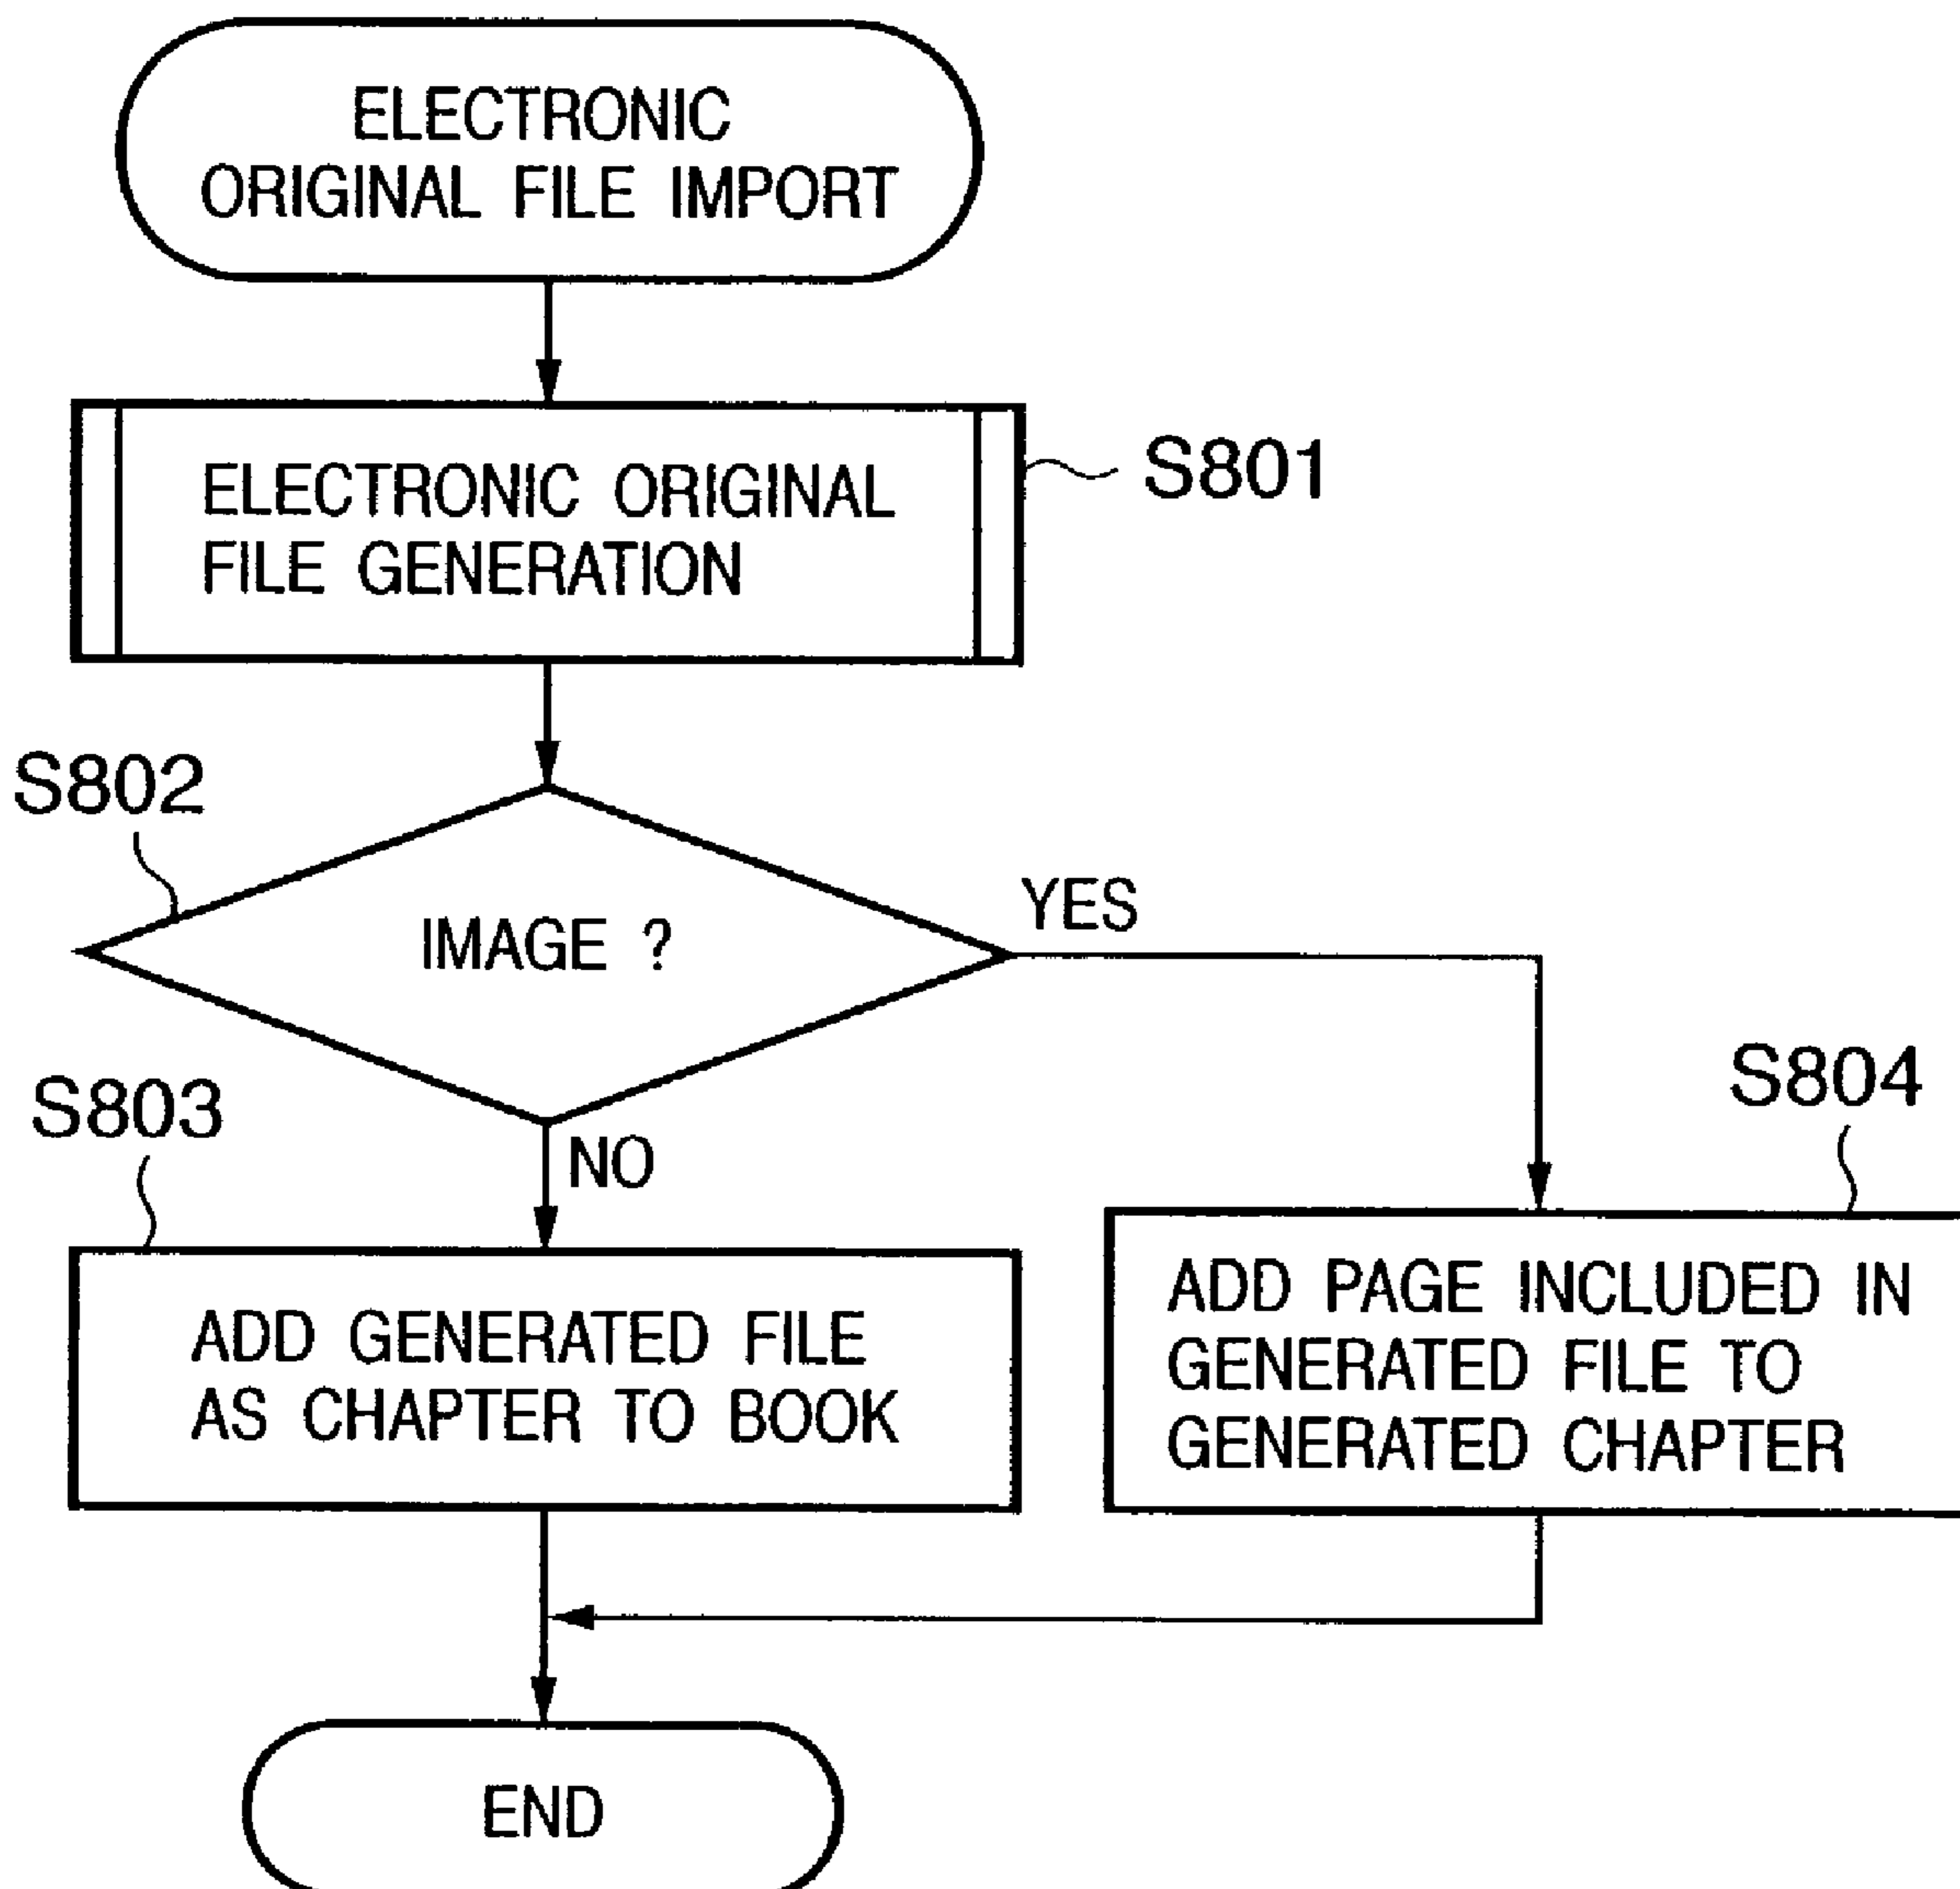 ELECTRONIC
ORIGINAL FILE IMPORT
ELECTRONIC ORIGINAL
FILE GENERATION
S801
S802
IMAGE ?
YES
S803
NO
S804
ADD GENERATED FILE
AS CHAPTER TO BOOK
ADD PAGE INCLUDED IN
GENERATED FILE TO
GENERATED CHAPTER
END